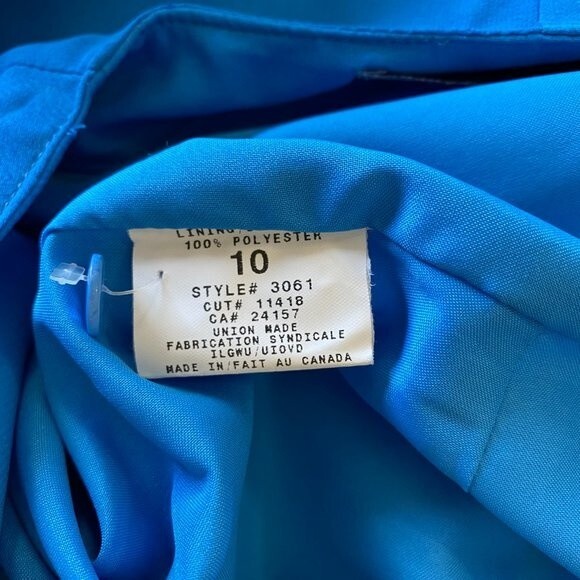 LINING/
100% POLYESTER
10
STYLE# 3061
CUT# 11418
CA# 24157
UNION MADE
FABRICATION SYNDICALE
ILGWU/UIOVD
MADE IN/FAIT AU CANADA